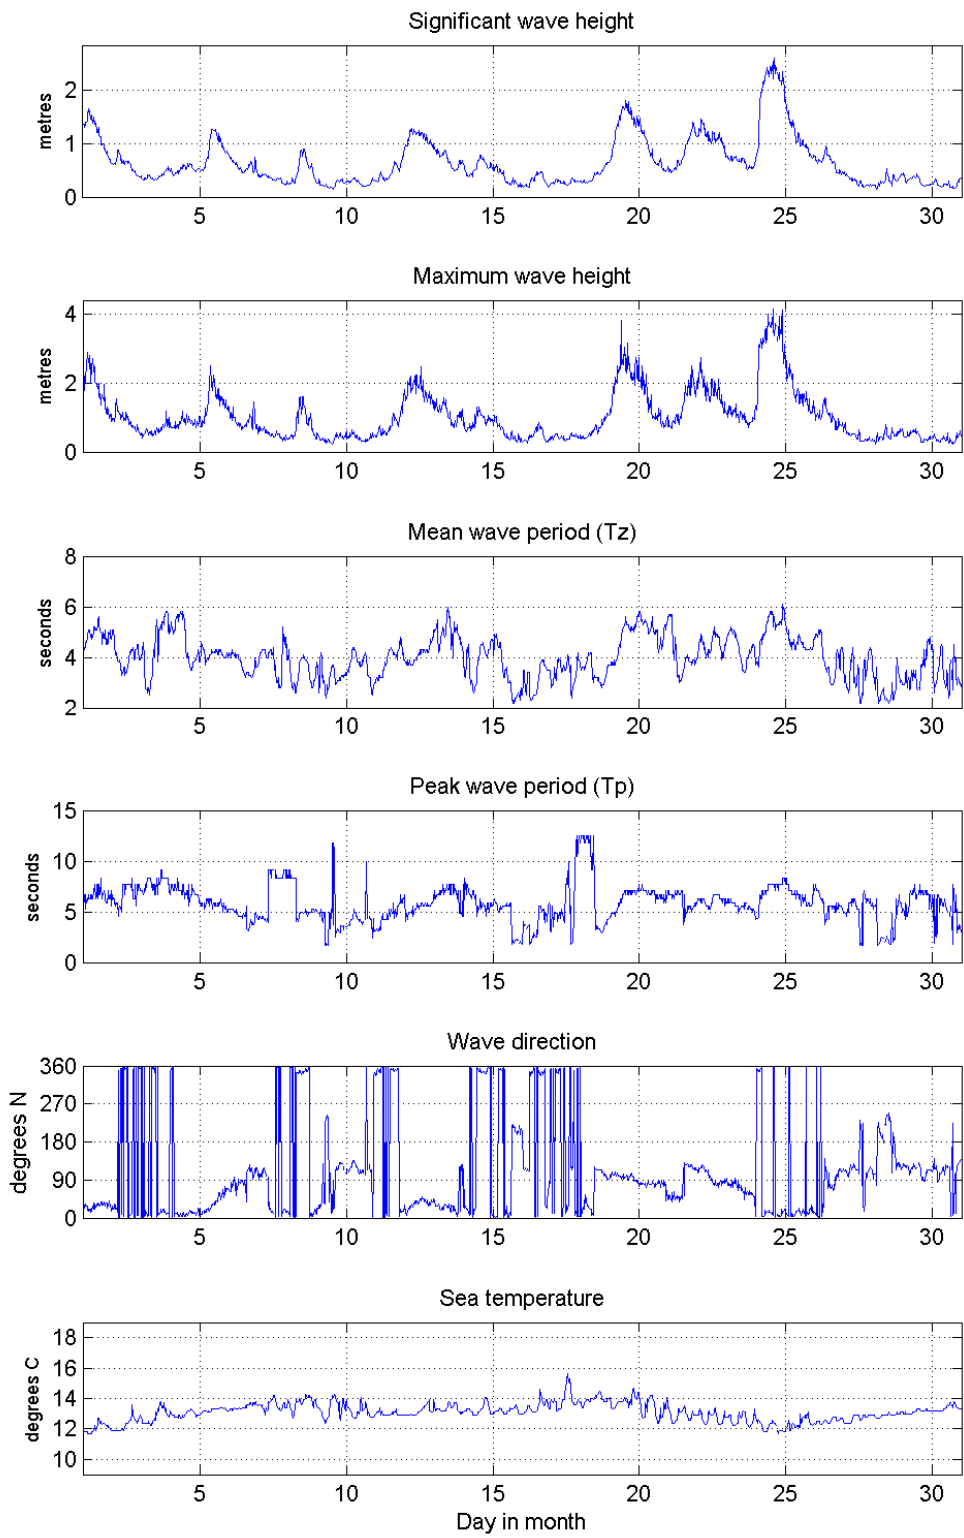 Significant wave height
metres
2
1
0
5 10 15 20 25 30
Maximum wave height
metres
4
2
0
5 10 15 20 25 30
Mean wave period (Tz)
seconds
8
6
4
2
5 10 15 20 25 30
Peak wave period (Tp)
seconds
15
10
5
0
5 10 15 20 25 30
Wave direction
degrees N
360
270
180
90
0
5 10 15 20 25 30
Sea temperature
degrees C
18
16
14
12
10
5 10 15 20 25 30
Day in month